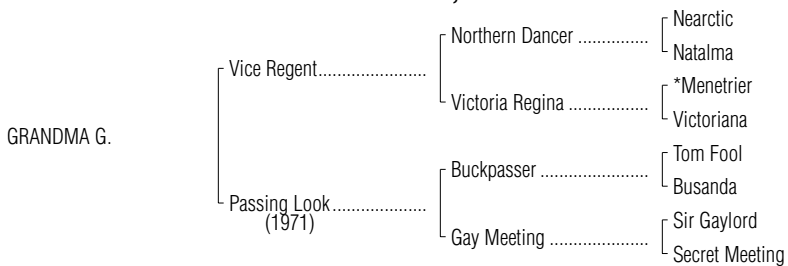 Nearctic
Northern Dancer ...............
Natalma
Vice Regent.......................
*Menetrier
Victoria Regina .................
Victoriana
GRANDMA G.
Tom Fool
Buckpasser .......................
Busanda
Passing Look....................
(1971)
Sir Gaylord
Gay Meeting .....................
Secret Meeting